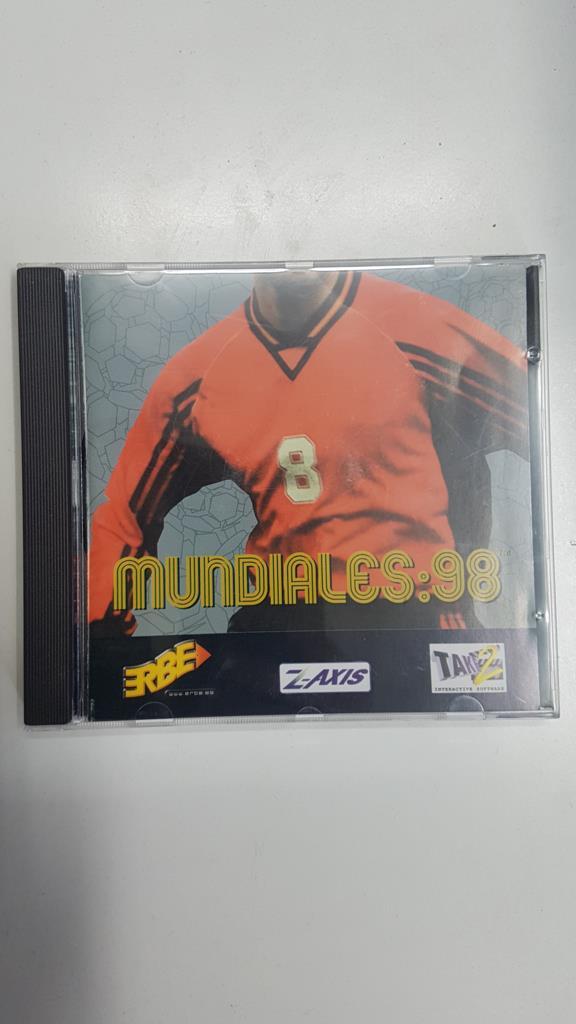 8
MUNDIALES:98
ERBE
www.erbe.es
Z-AXIS
TAKE 2
INTERACTIVE SOFTWARE